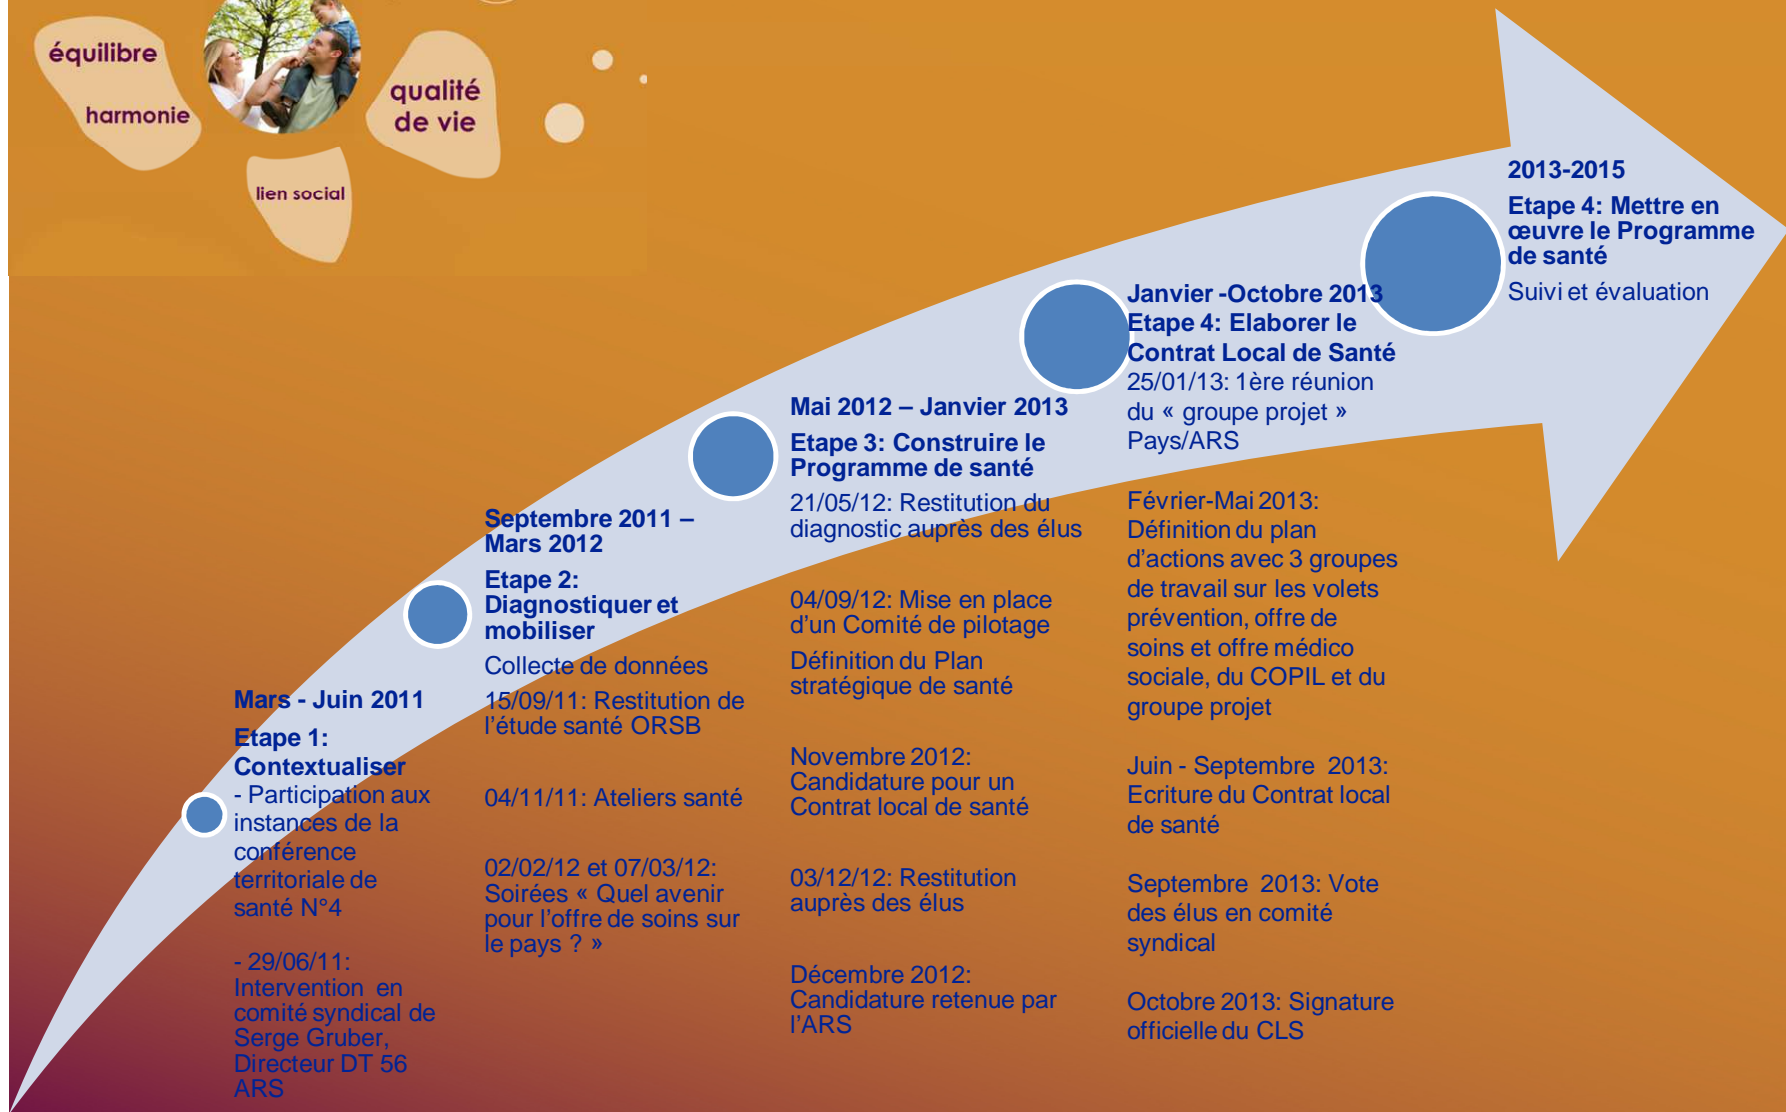 équilibre
harmonie
qualité
de vie
lien social
Mars - Juin 2011
Etape 1:
Contextualiser
- Participation aux
instances de la
conférence
territoriale de
santé N°4
- 29/06/11:
Intervention en
comité syndical de
Serge Gruber,
Directeur DT 56
ARS
Septembre 2011 –
Mars 2012
Etape 2:
Diagnostiquer et
mobiliser
Collecte de données
15/09/11: Restitution de
l’étude santé ORSB
04/11/11: Ateliers santé
02/02/12 et 07/03/12:
Soirées « Quel avenir
pour l’offre de soins sur
le pays ? »
Mai 2012 – Janvier 2013
Etape 3: Construire le
Programme de santé
21/05/12: Restitution du
diagnostic auprès des élus
04/09/12: Mise en place
d’un Comité de pilotage
Définition du Plan
stratégique de santé
Novembre 2012:
Candidature pour un
Contrat local de santé
03/12/12: Restitution
auprès des élus
Décembre 2012:
Candidature retenue par
l’ARS
Janvier -Octobre 2013
Etape 4: Elaborer le
Contrat Local de Santé
25/01/13: 1ère réunion
du « groupe projet »
Pays/ARS
Février-Mai 2013:
Définition du plan
d’actions avec 3 groupes
de travail sur les volets
prévention, offre de
soins et offre médico
sociale, du COPIL et du
groupe projet
Juin - Septembre 2013:
Ecriture du Contrat local
de santé
Septembre 2013: Vote
des élus en comité
syndical
Octobre 2013: Signature
officielle du CLS
2013-2015
Etape 4: Mettre en
œuvre le Programme
de santé
Suivi et évaluation